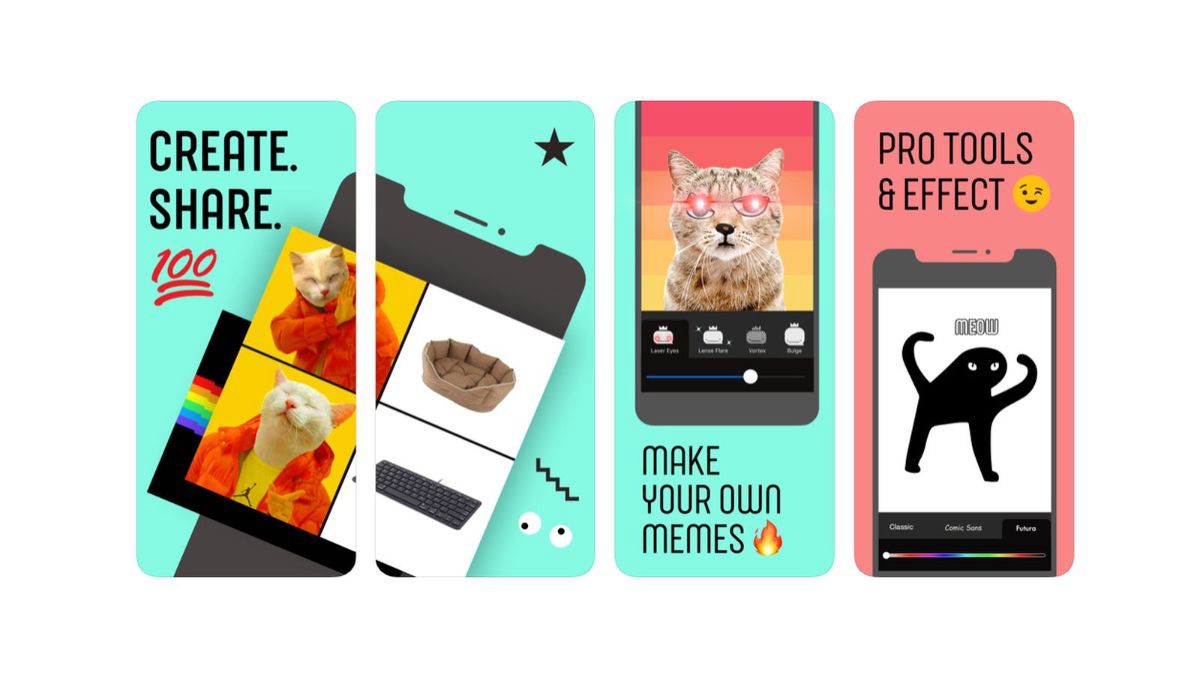 CREATE.
SHARE.
100
Laser Eyes
Lense Flare
Vortex
Bulge
MAKE
YOUR OWN
MEMES
PRO TOOLS
& EFFECT
MEOW
Classic
Comic Sans
Futura